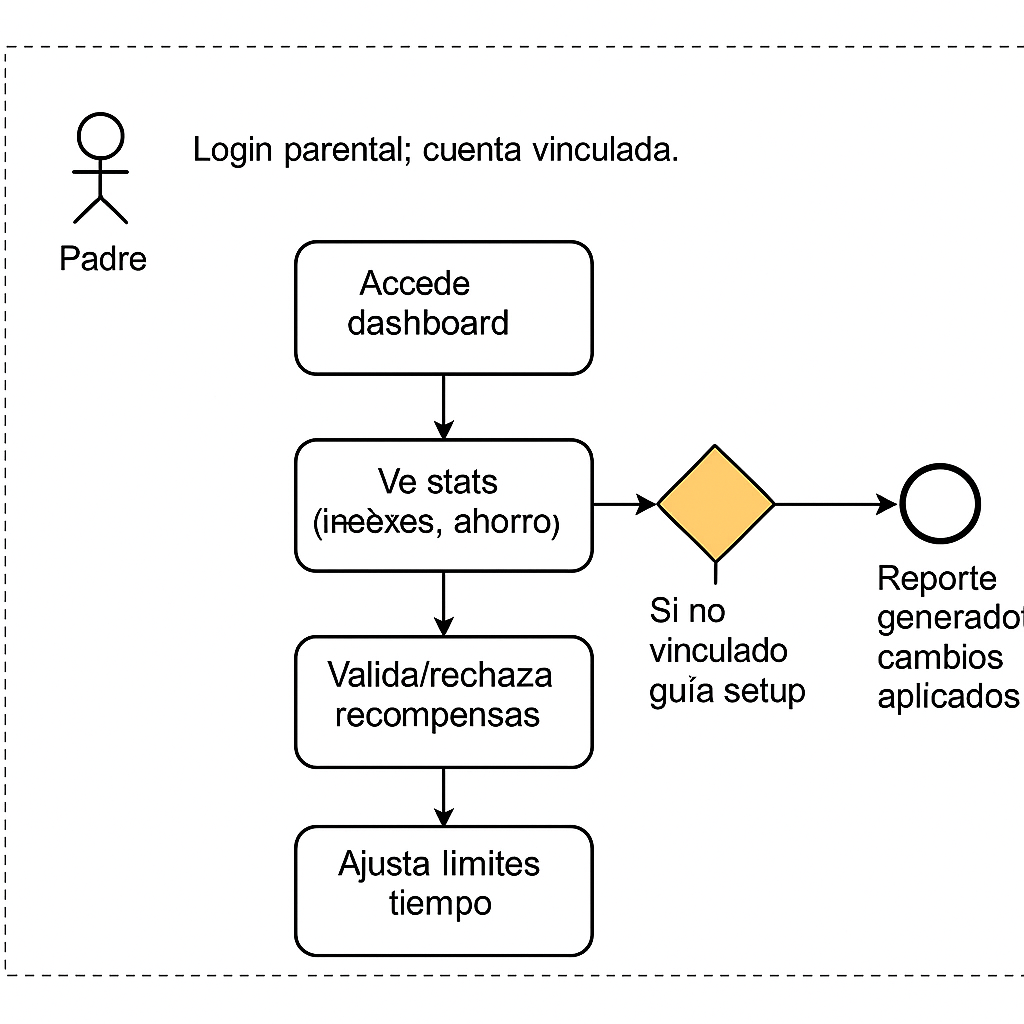 Login parental; cuenta vinculada.
Padre
Accede
dashboard
Ve stats
ahorro)
Valida/rechaza
recompensas
Ajusta limites
tiempo
Si no
vinculado
guía setup
Reporte
cambios
aplicados